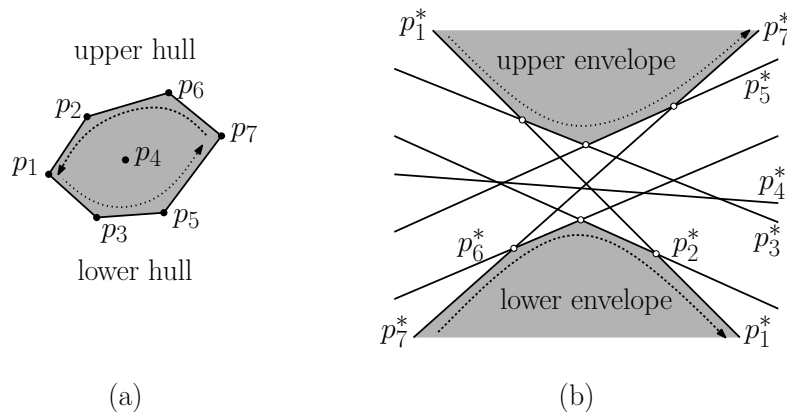 upper hull
p₆
p₂
p₇
p₄
p₁
p₃
p₅
lower hull
(a)
p₁*
p₇*
upper envelope
p₅*
p₄*
p₃*
p₆*
p₂*
lower envelope
p₇*
p₁*
(b)